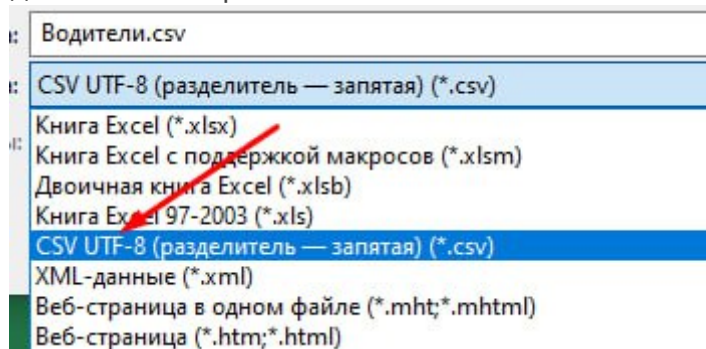 Водители.csv
CSV UTF-8 (разделитель — запятая) (*.csv)
Книга Excel (*.xlsx)
Книга Excel с поддержкой макросов (*.xlsm)
Двоичная книга Excel (*.xlsb)
Книга Excel 97-2003 (*.xls)
CSV UTF-8 (разделитель — запятая) (*.csv)
XML-данные (*.xml)
Веб-страница в одном файле (*.mht;*.mhtml)
Веб-страница (*.htm;*.html)